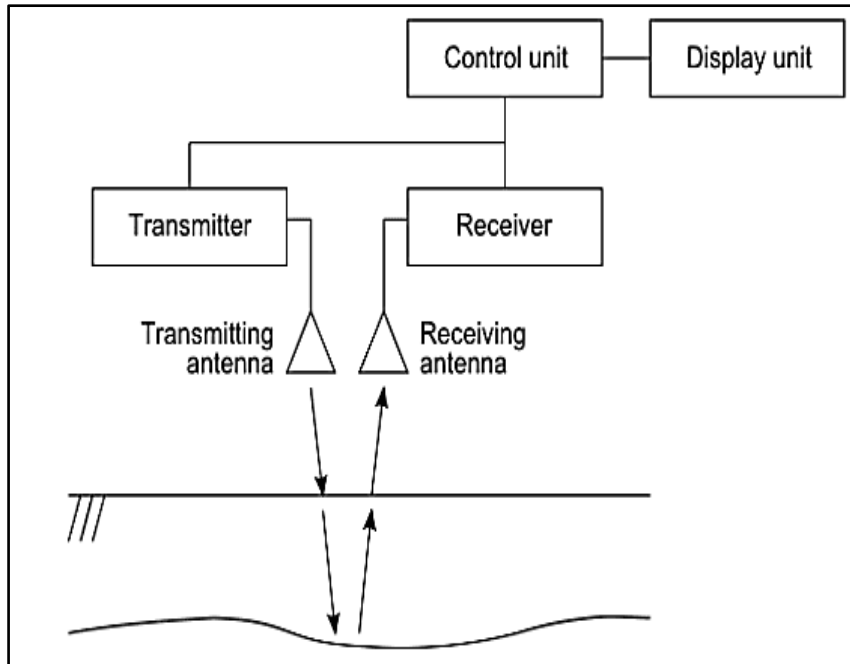 Control unit
Display unit
Transmitter
Receiver
Transmitting
antenna
Receiving
antenna